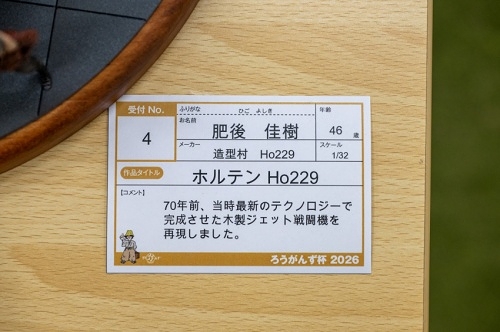 受付 No.
4
ふりがな
ひご よしき
お名前
肥後 佳樹
年齢
46 歳
メーカー
造型村 Ho229
スケール
1/32
作品タイトル
ホルテン Ho229
【コメント】
70年前、当時最新のテクノロジーで
完成させた木製ジェット戦闘機を
再現しました。
ろうがんず杯 2026